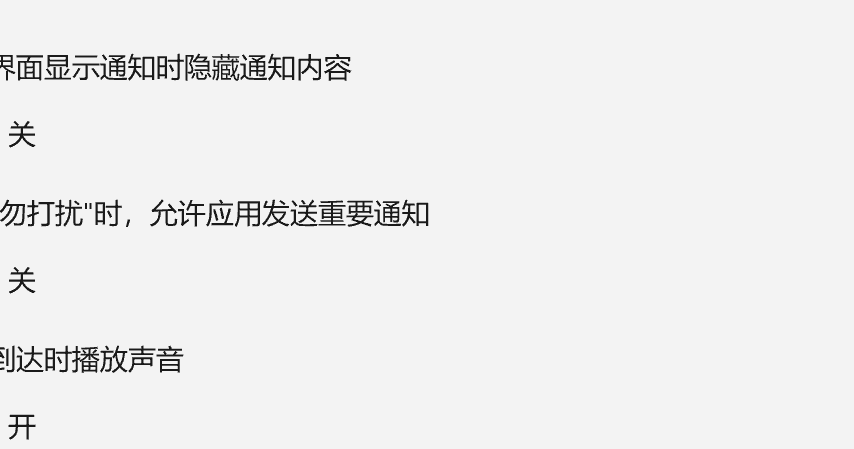 界面显示通知时隐藏通知内容
关
勿打扰"时，允许应用发送重要通知
关
到达时播放声音
开